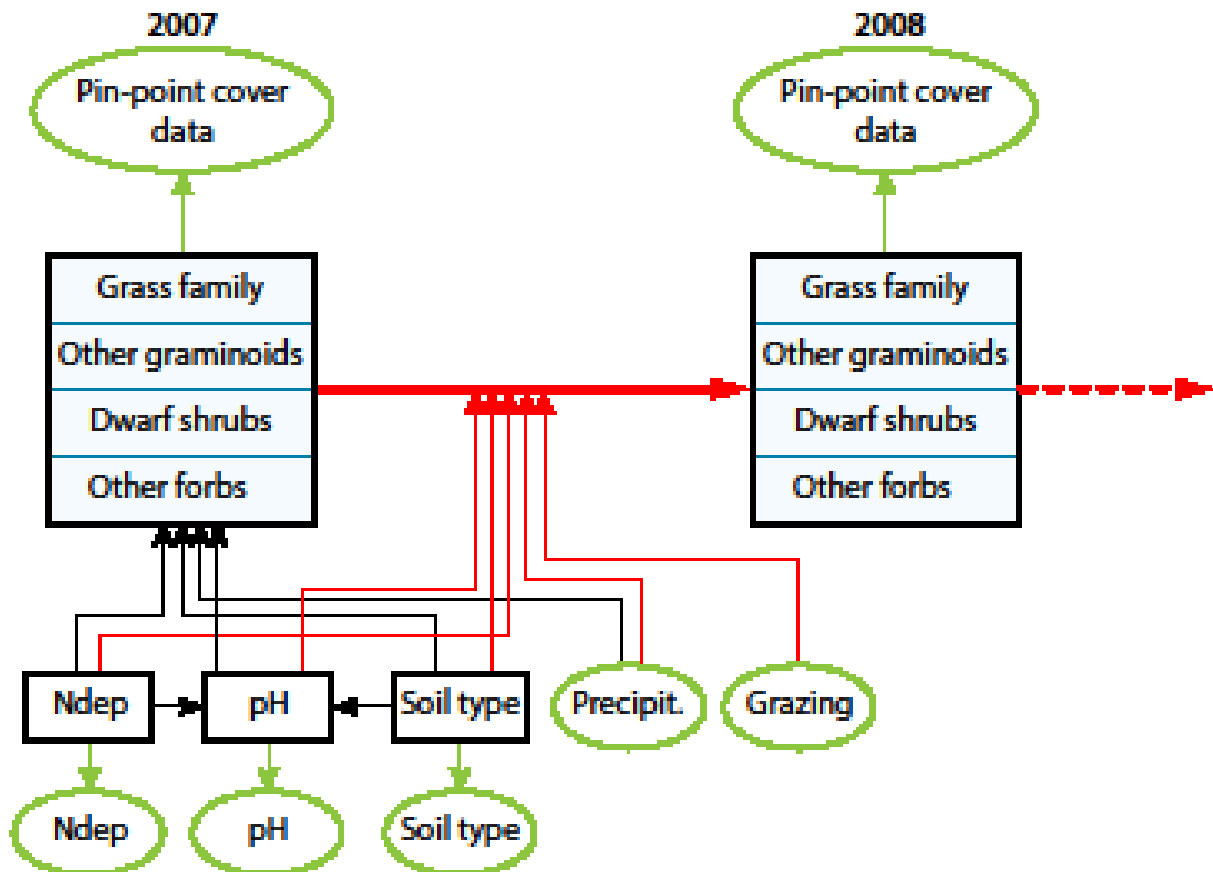 2007
2008
Pin-point cover
data
Pin-point cover
data
Grass family
Other graminoids
Dwarf shrubs
Other forbs
Grass family
Other graminoids
Dwarf shrubs
Other forbs
Ndep
pH
Soil type
Precipit.
Grazing
Ndep
pH
Soil type